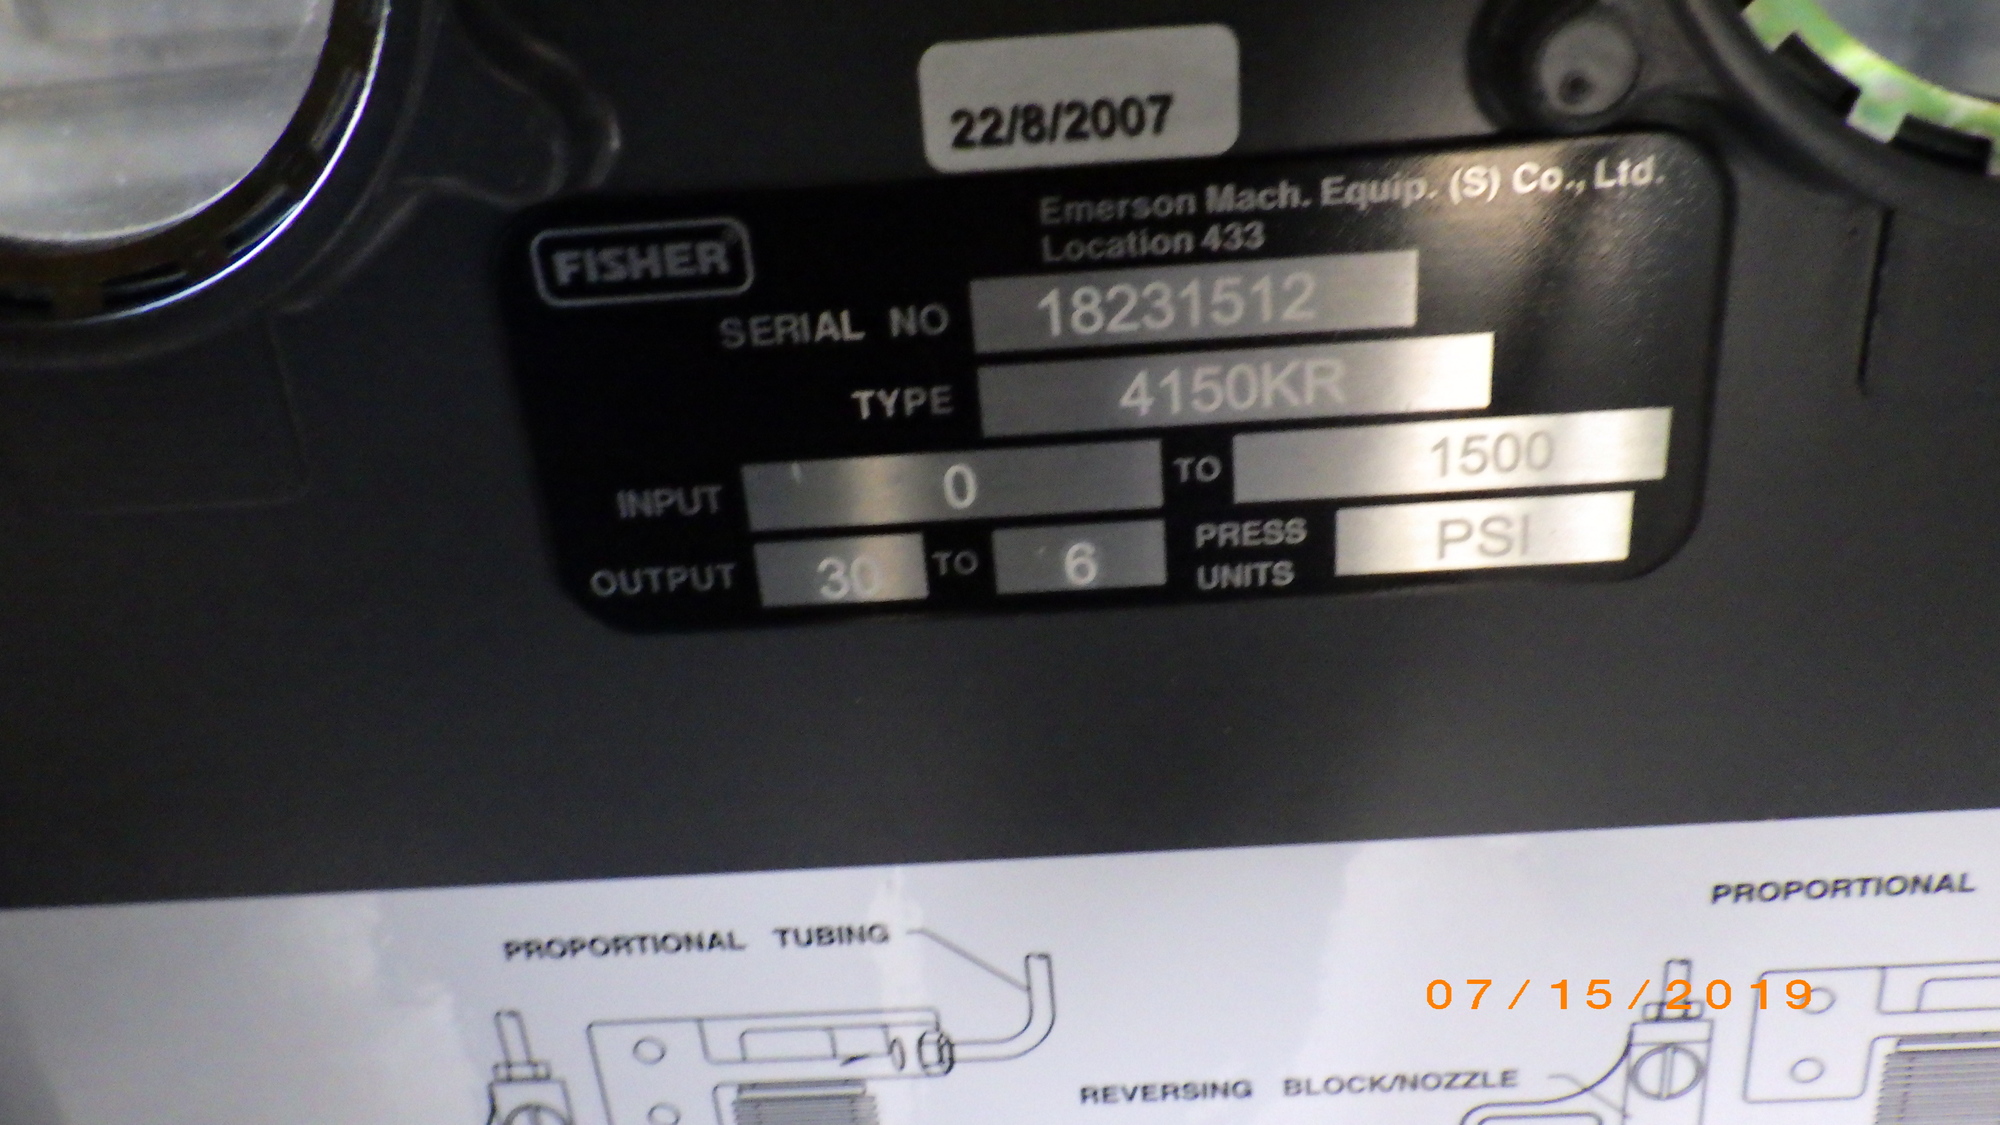 22/8/2007
FISHER
Emerson Mach. Equip. (S) Co., Ltd.
Location 433
SERIAL NO 18231512
TYPE 4150KR
INPUT 0 TO 1500
OUTPUT 30 TO 6 PRESS UNITS PSI
PROPORTIONAL TUBING
PROPORTIONAL
07/15/2019
REVERSING BLOCK/NOZZLE